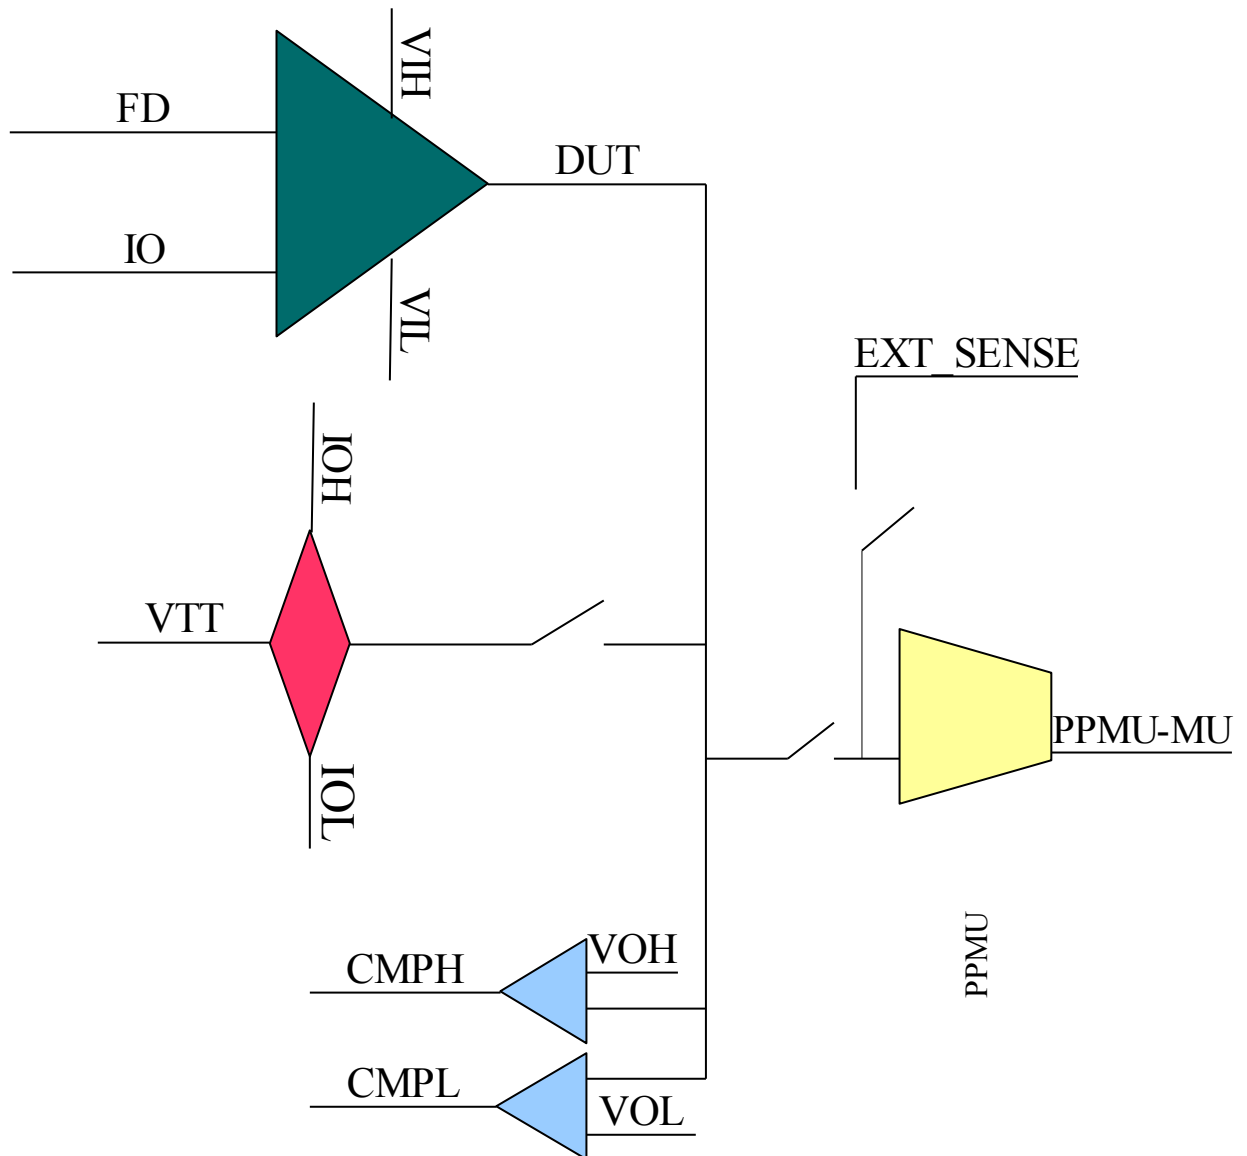 VIH
FD
DUT
IO
VIL
EXT_SENSE
IOH
VTT
PPMU-MU
IOL
PPMU
VOH
CMPH
CMPL
VOL